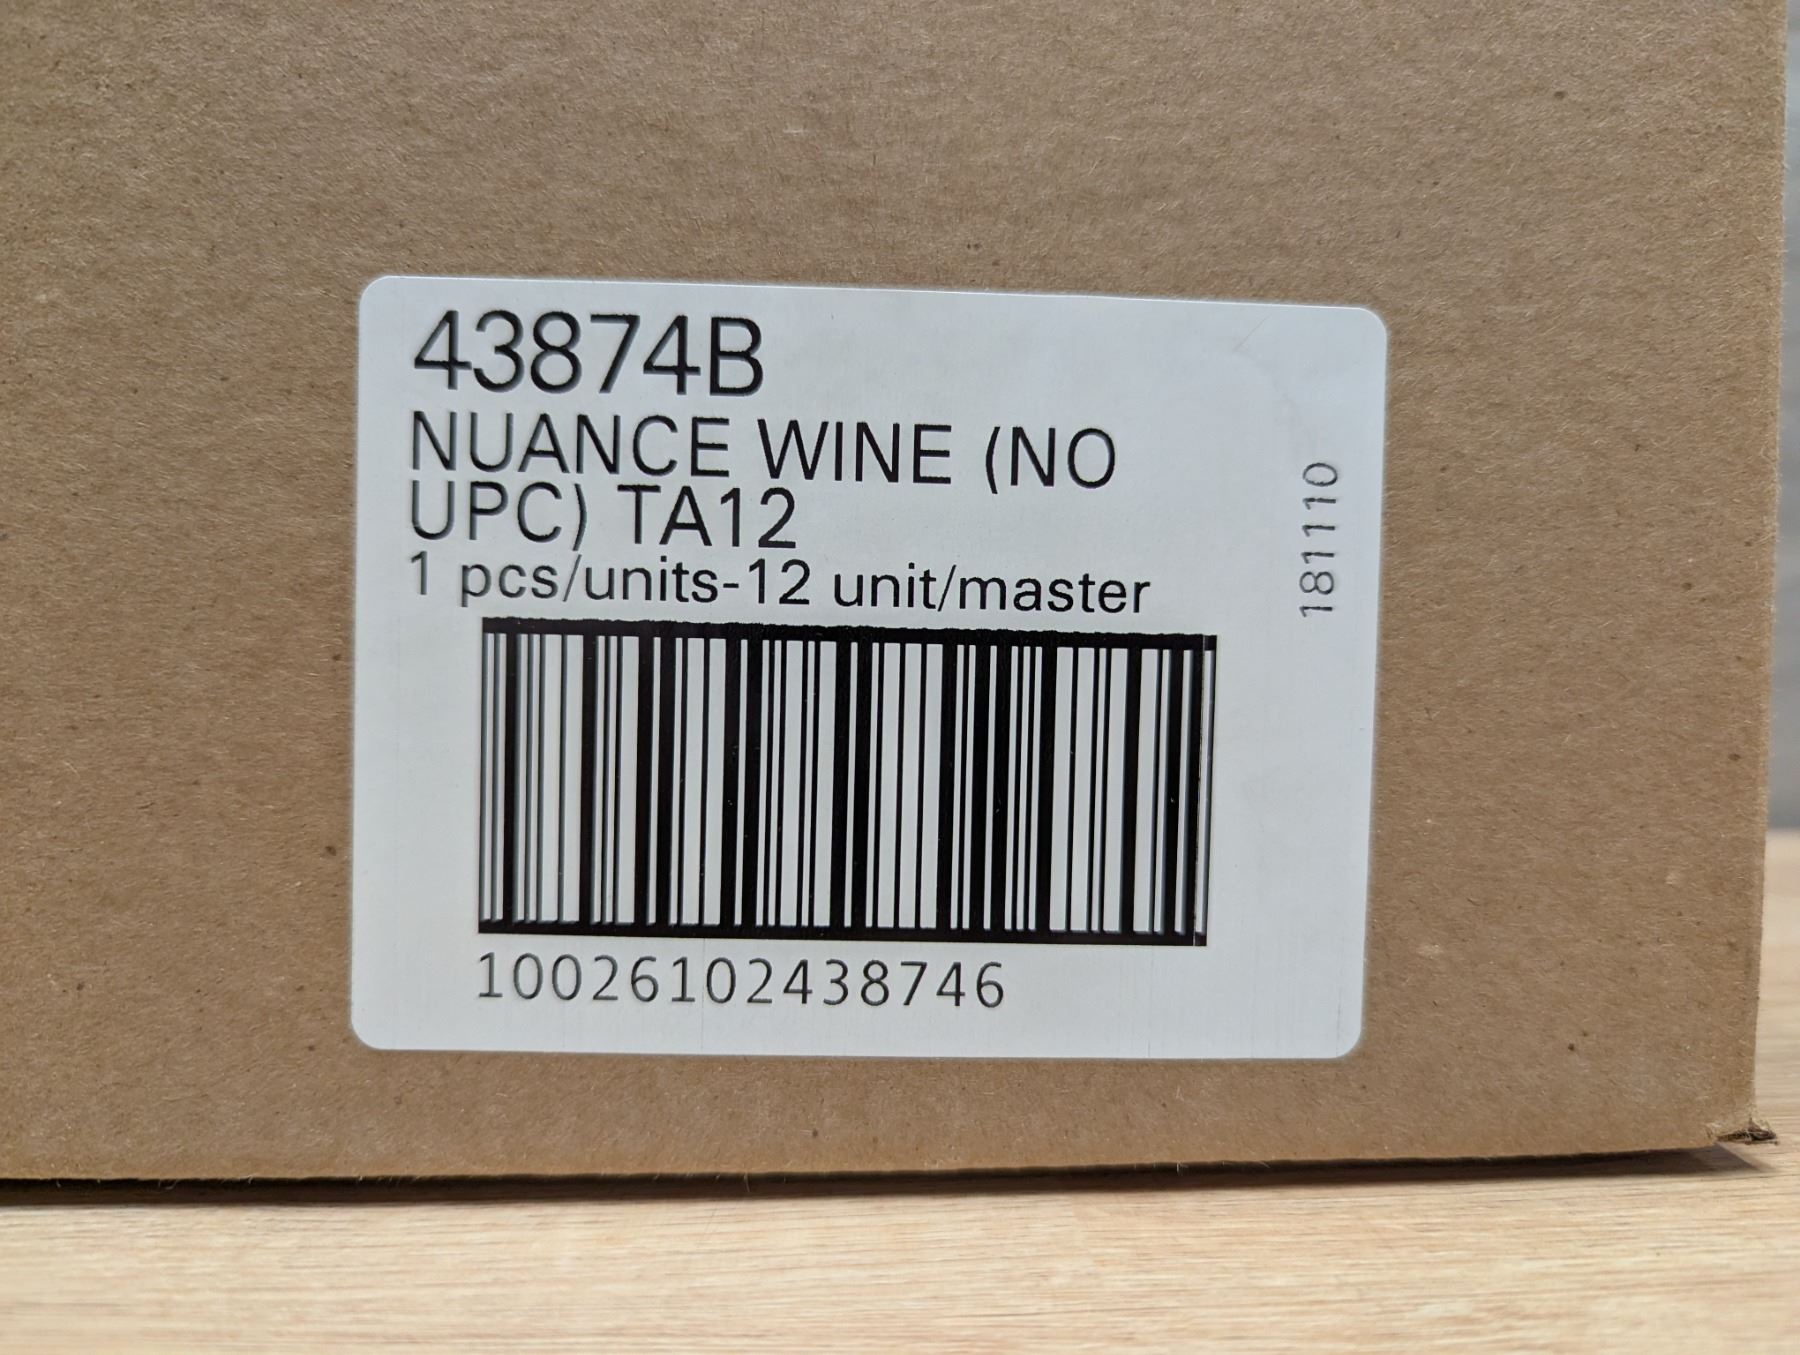 43874B
NUANCE WINE (NO
UPC) TA12
1 pcs/units-12 unit/master
181110
10026102438746